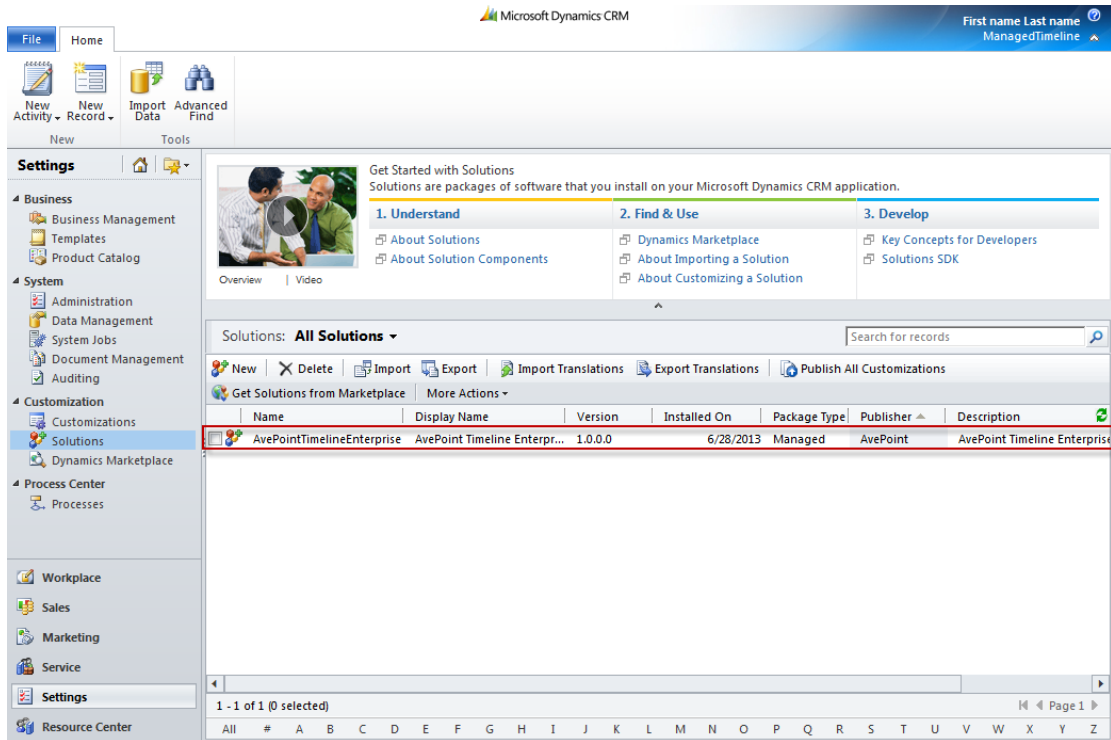 Microsoft Dynamics CRM
First name Last name
ManagedTimeline
File Home
New Activity
New Record
Import Data
Advanced Find
New Tools
Settings
Business
Business Management
Templates
Product Catalog
System
Administration
Data Management
System Jobs
Document Management
Auditing
Customization
Customizations
Solutions
Dynamics Marketplace
Process Center
Processes
Workplace
Sales
Marketing
Service
Settings
Resource Center
Get Started with Solutions
Solutions are packages of software that you install on your Microsoft Dynamics CRM application.
1. Understand
About Solutions
About Solution Components
2. Find & Use
Dynamics Marketplace
About Importing a Solution
About Customizing a Solution
3. Develop
Key Concepts for Developers
Solutions SDK
Overview | Video
Solutions: All Solutions
Search for records
New Delete Import Export Import Translations Export Translations Publish All Customizations
Get Solutions from Marketplace More Actions
Name Display Name Version Installed On Package Type Publisher Description
AvePointTimelineEnterprise AvePoint Timeline Enterpr... 1.0.0.0 6/28/2013 Managed AvePoint AvePoint Timeline Enterprise
1 - 1 of 1 (0 selected) Page 1
All # A B C D E F G H I J K L M N O P Q R S T U V W X Y Z